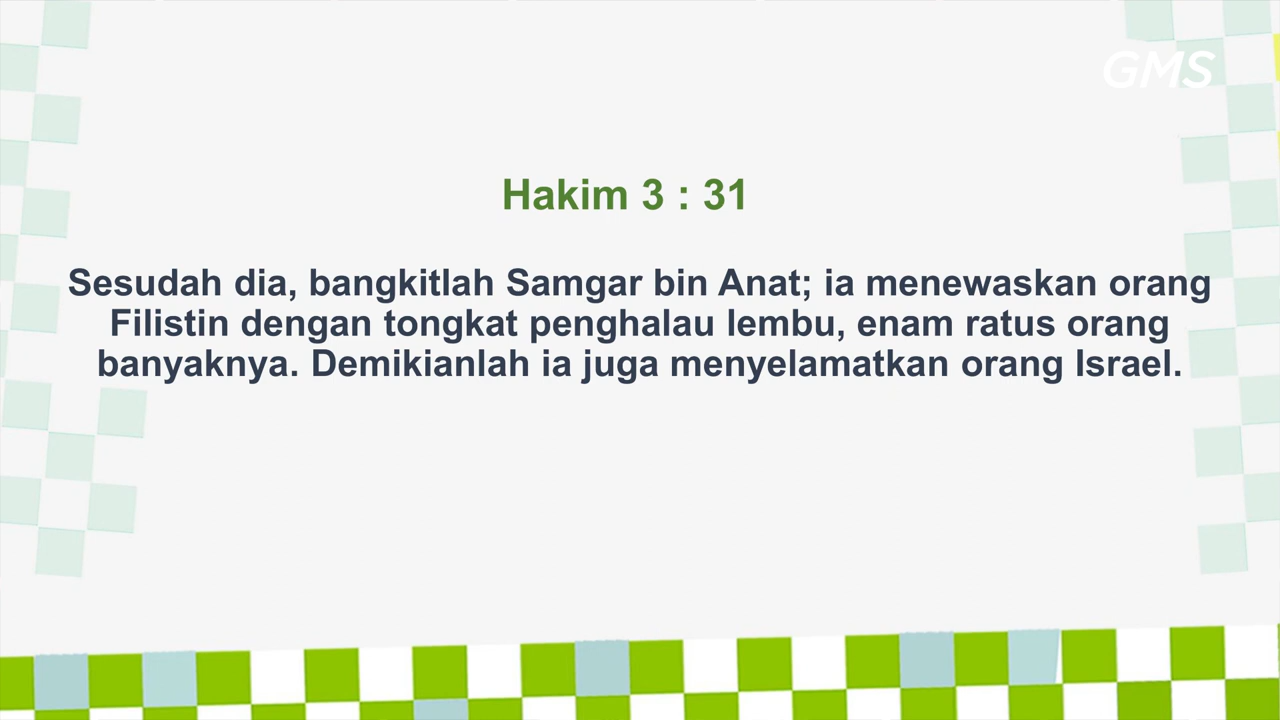 GMS
Hakim 3 : 31
Sesudah dia, bangkitlah Samgar bin Anat; ia menewaskan orang
Filistin dengan tongkat penghalau lembu, enam ratus orang
banyaknya. Demikianlah ia juga menyelamatkan orang Israel.